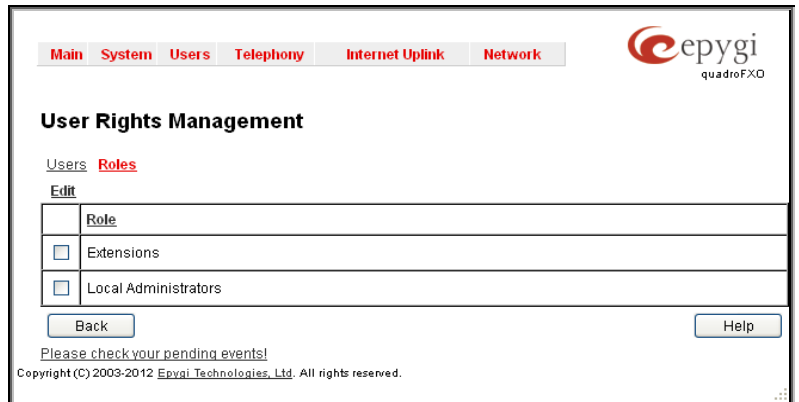 Main System Users Telephony Internet Uplink Network
epygi
quadroFXO
User Rights Management
Users Roles
Edit
Role
Extensions
Local Administrators
Back Help
Please check your pending events!
Copyright (C) 2003-2012 Epygi Technologies, Ltd. All rights reserved.